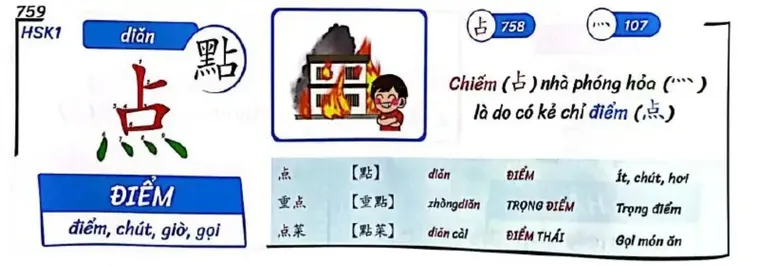 759
HSK1
diǎn
點
点
ĐIỂM
điểm, chút, giờ, gọi
占 758
灬 107
Chiếm (占) nhà phóng hỏa (灬)
là do có kẻ chỉ điểm (点)
点 【點】 diǎn ĐIỂM Ít, chút, hơi
重点 【重點】 zhòngdiǎn TRỌNG ĐIỂM Trọng điểm
点菜 【點菜】 diǎn cài ĐIỂM THÁI Gọi món ăn